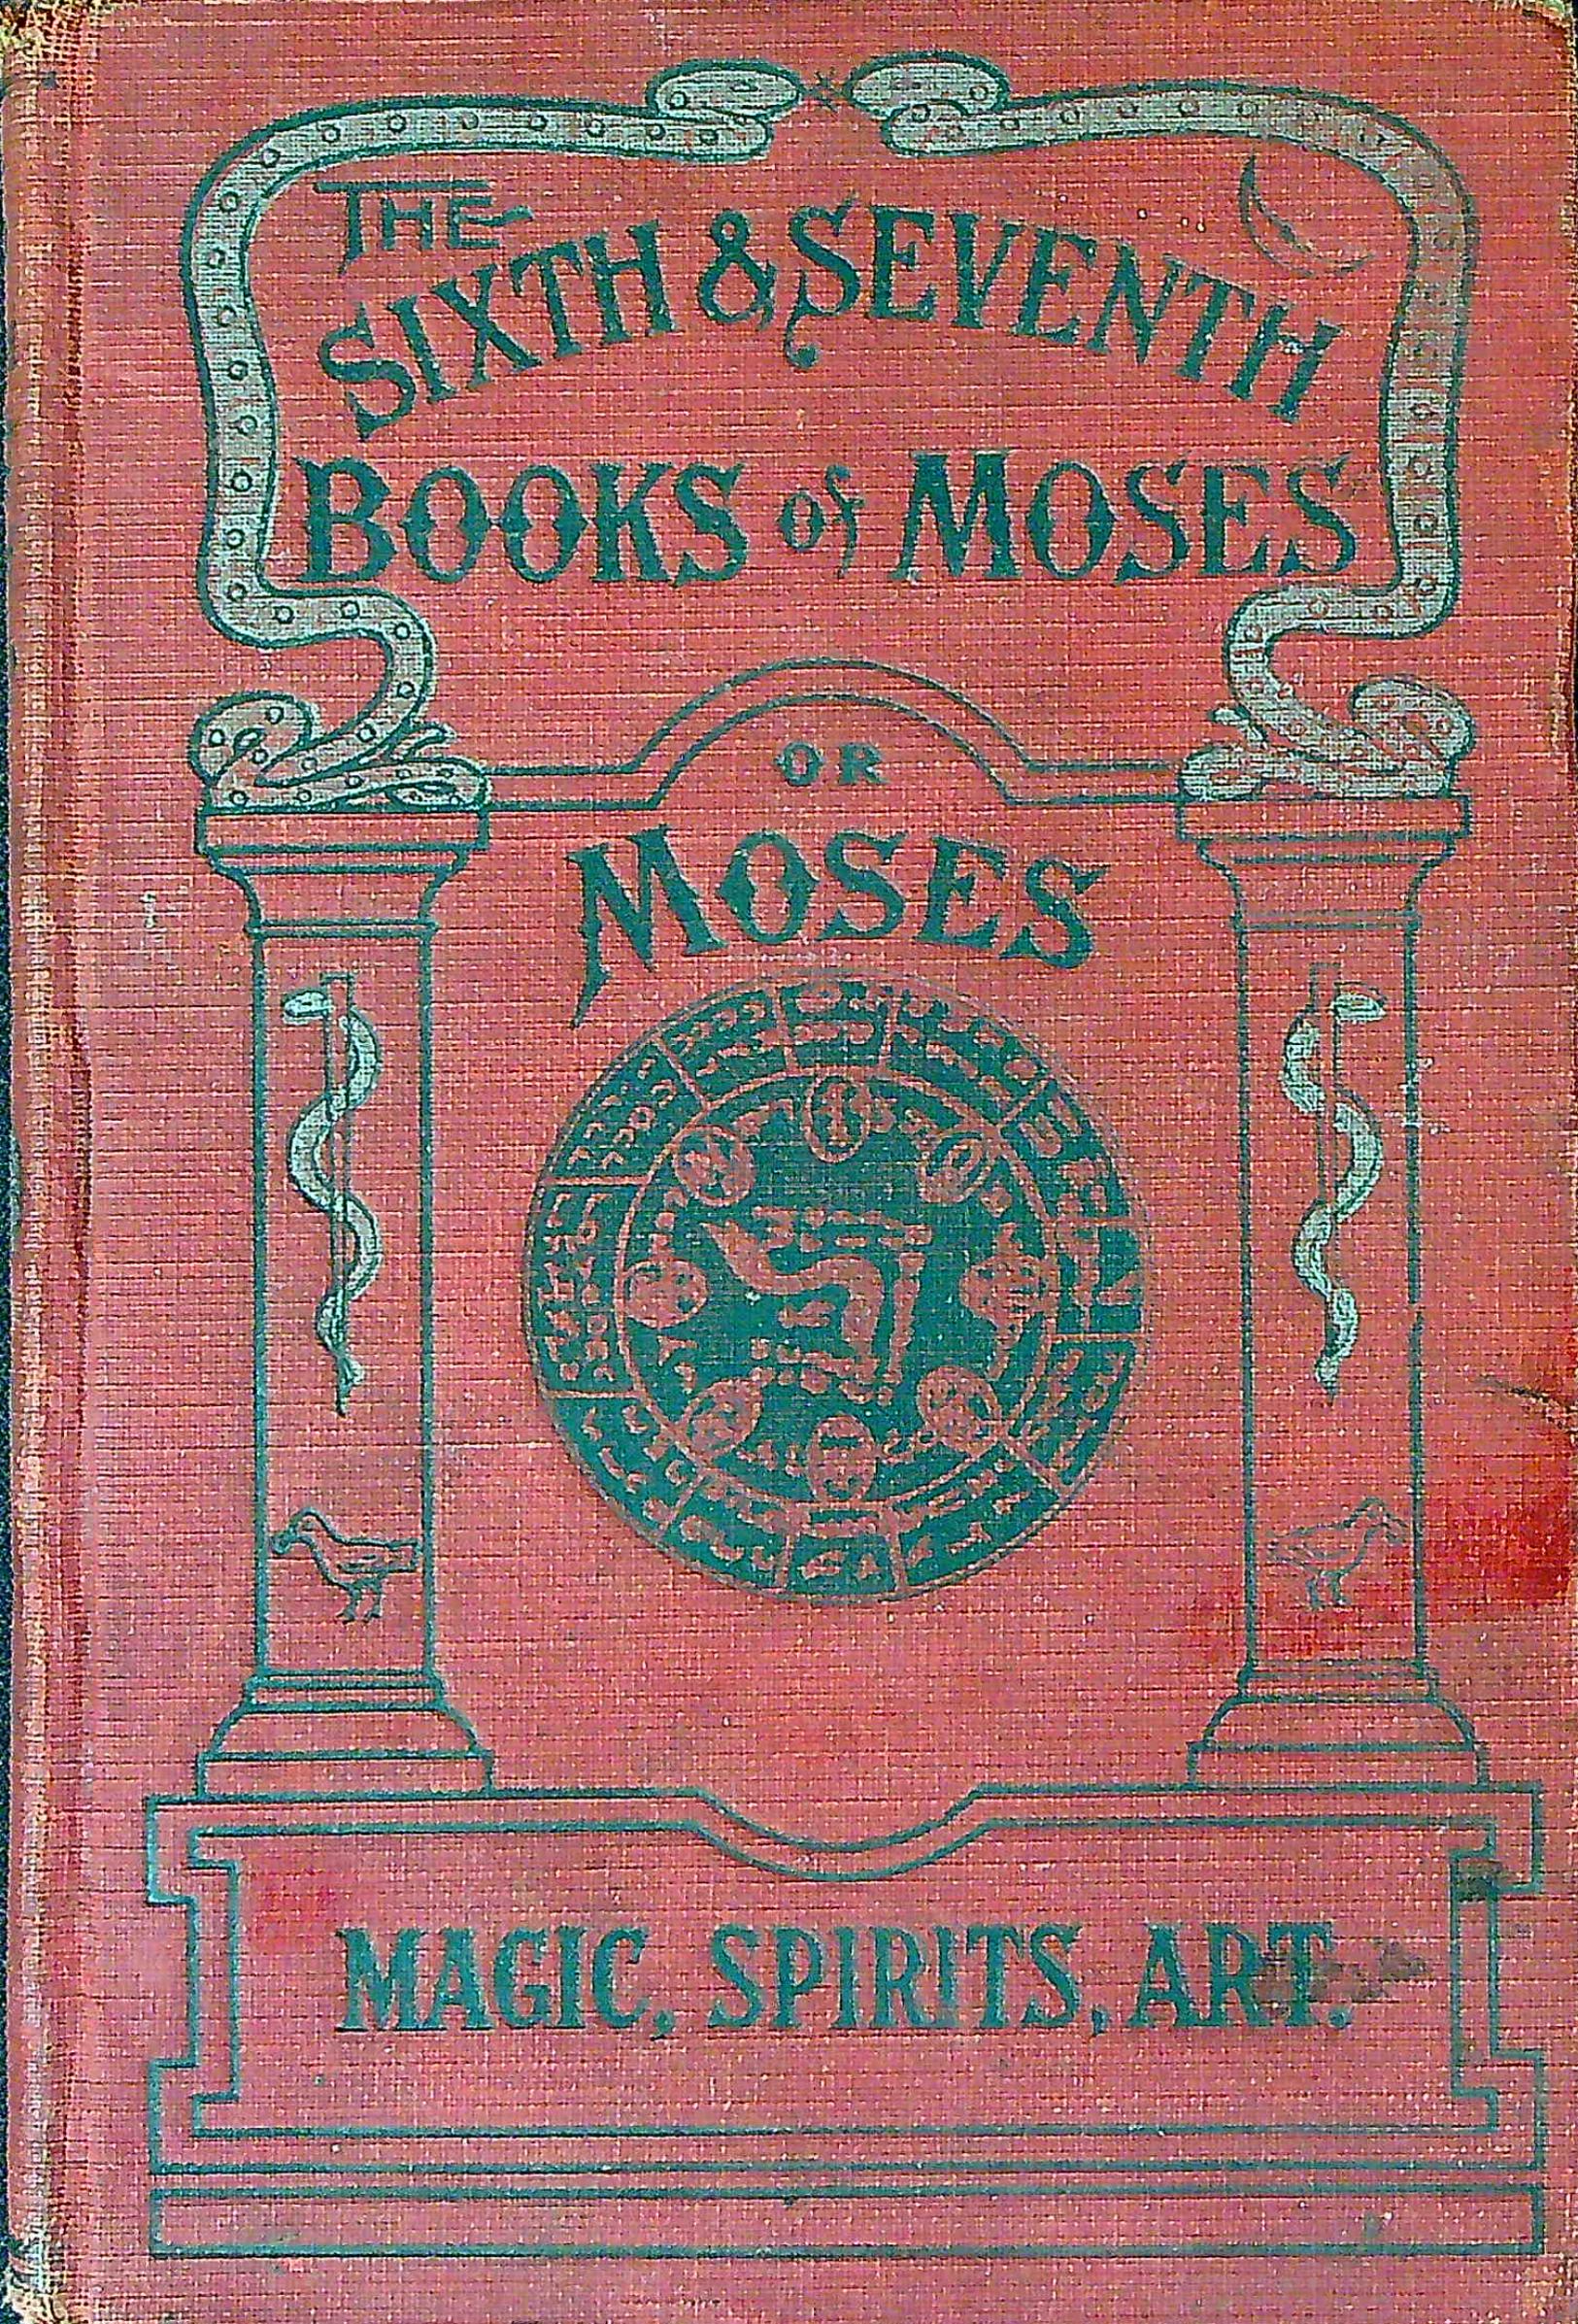 THE
SIXTH & SEVENTH
BOOKS of MOSES
OR
MOSES
MAGIC, SPIRITS, ART.